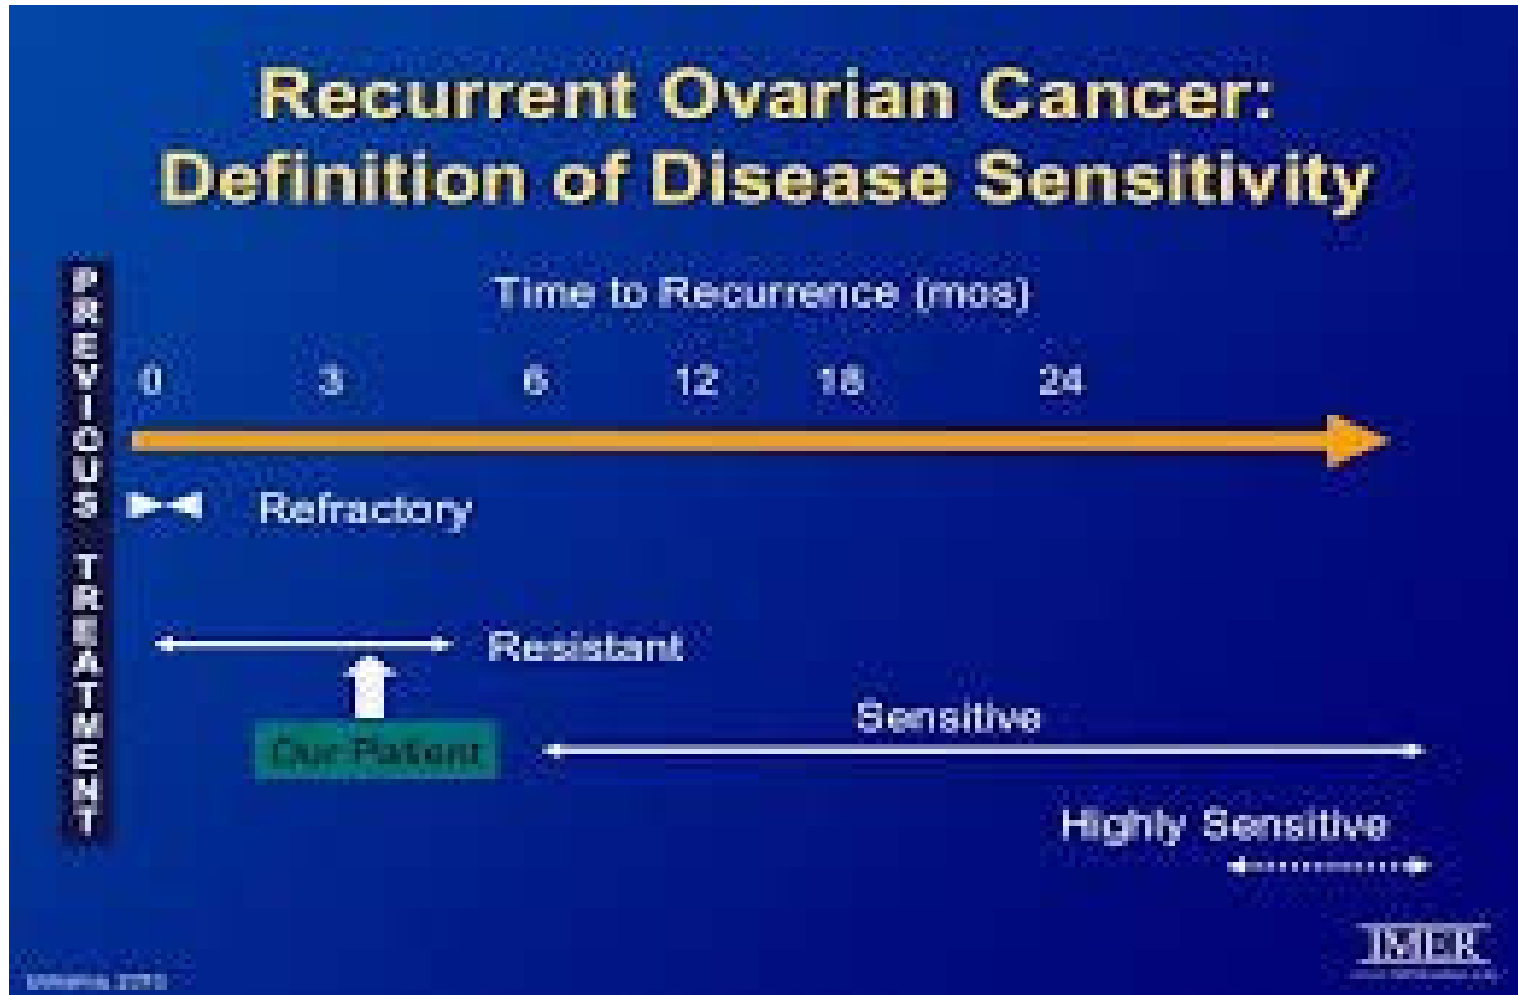 Recurrent Ovarian Cancer:
Definition of Disease Sensitivity
PREVIOUS TREATMENT
Time to Recurrence (mos)
0 3 6 12 18 24
Refractory
Resistant
Our Patient
Sensitive
Highly Sensitive
IMER